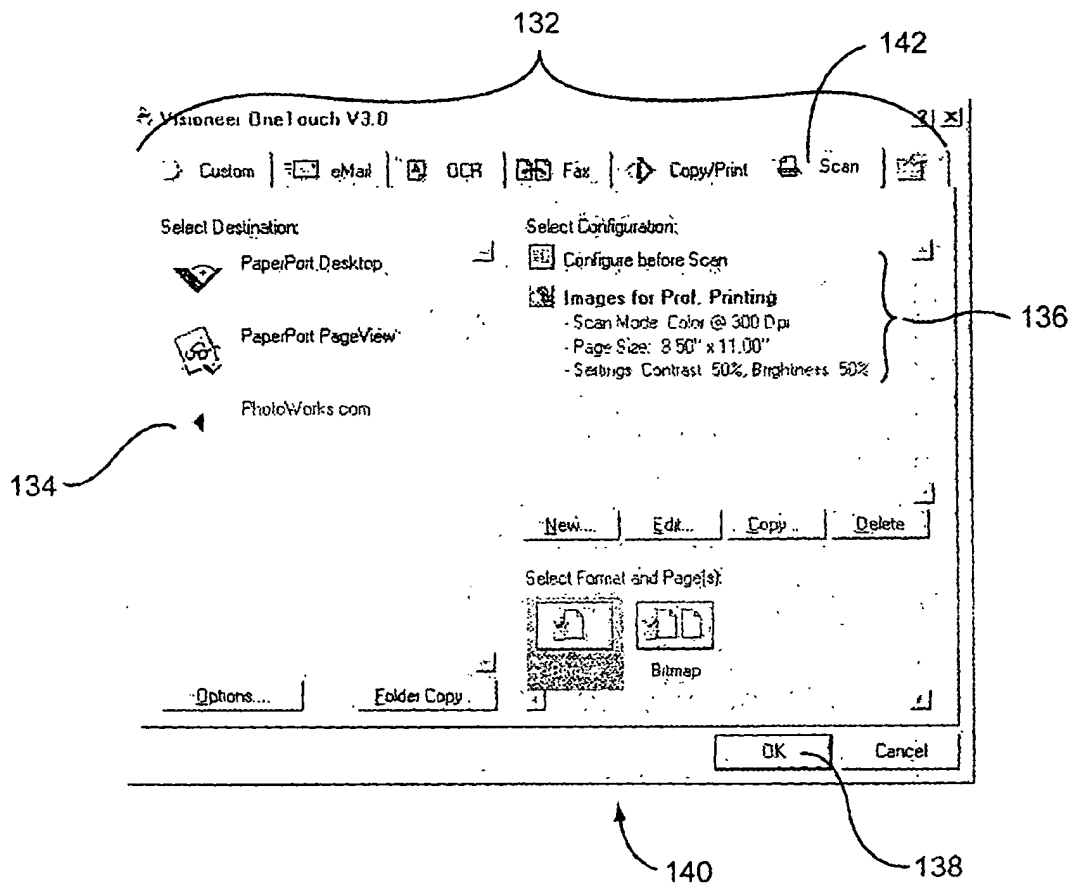 132
142
Visioneer OneTouch V3.0
Custom eMail OCR Fax Copy/Print Scan
Select Destination:
PaperPort Desktop
PaperPort PageView
PhotoWorks com
134
Select Configuration:
Configure before Scan
Images for Prof. Printing
- Scan Mode Color @ 300 Dpi
- Page Size: 8 50" x 11.00"
- Settings Contrast 50%, Brightness 50%
136
New... Edit... Copy .. Delete
Select Format and Page(s):
Bitmap
Options.... Folder Copy .
OK Cancel
140
138